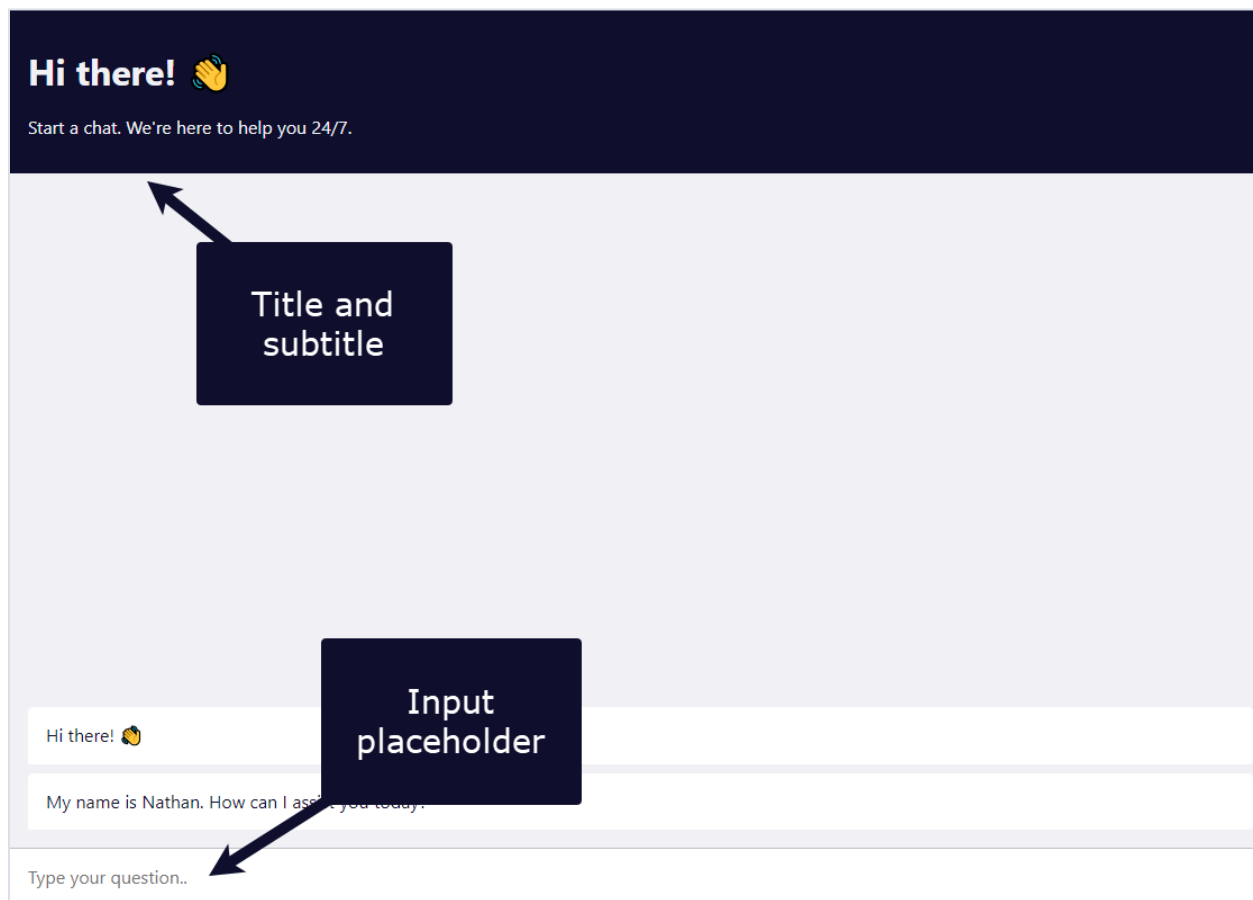 Hi there! 👋
Start a chat. We're here to help you 24/7.
Title and
subtitle
Input
placeholder
Hi there! 👋
My name is Nathan. How can I assist you today?
Type your question..